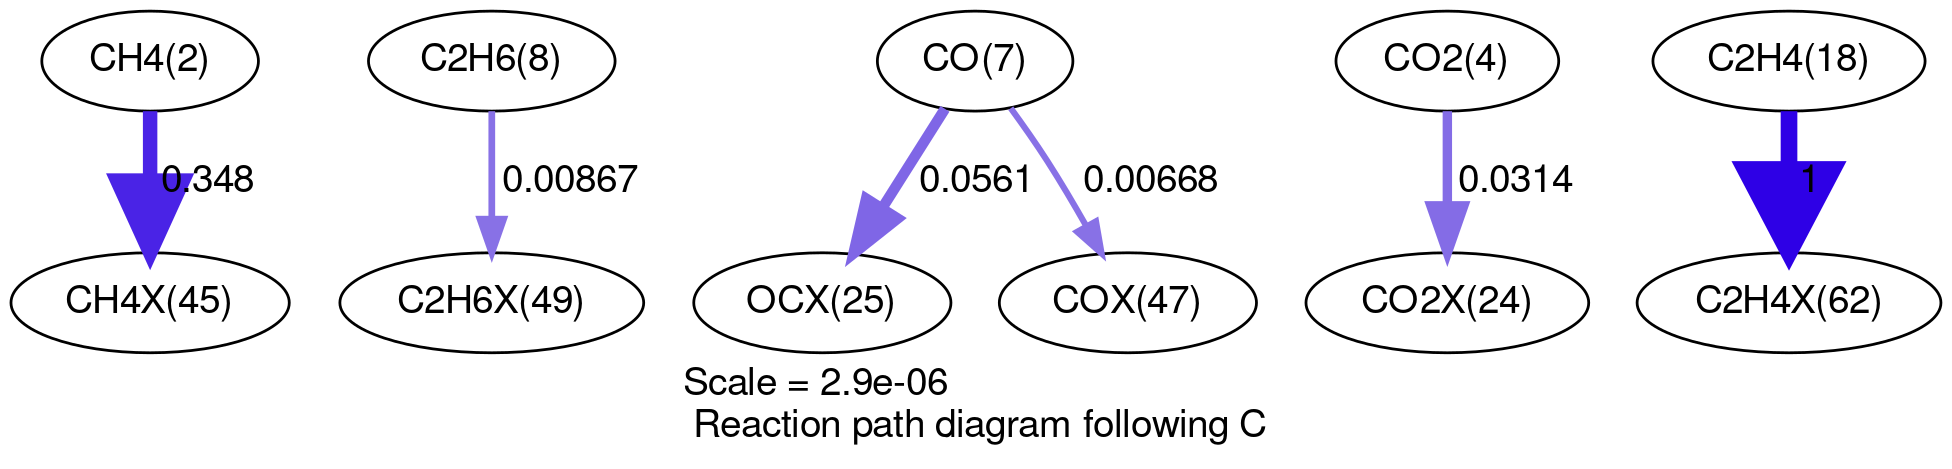 CH4(2)
C2H6(8)
CO(7)
CO2(4)
C2H4(18)
0.348
0.00867
0.0561
0.00668
0.0314
1
CH4X(45)
C2H6X(49)
OCX(25)
COX(47)
CO2X(24)
C2H4X(62)
Scale = 2.9e-06
Reaction path diagram following C